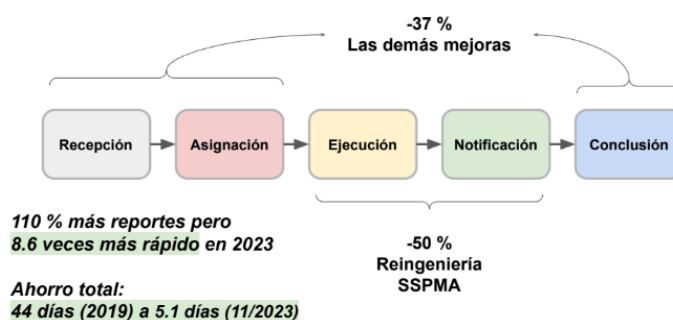 -37 %
Las demás mejoras
Recepción
Asignación
Ejecución
Notificación
Conclusión
110 % más reportes pero
8.6 veces más rápido en 2023
-50 %
Reingeniería
SSPMA
Ahorro total:
44 días (2019) a 5.1 días (11/2023)